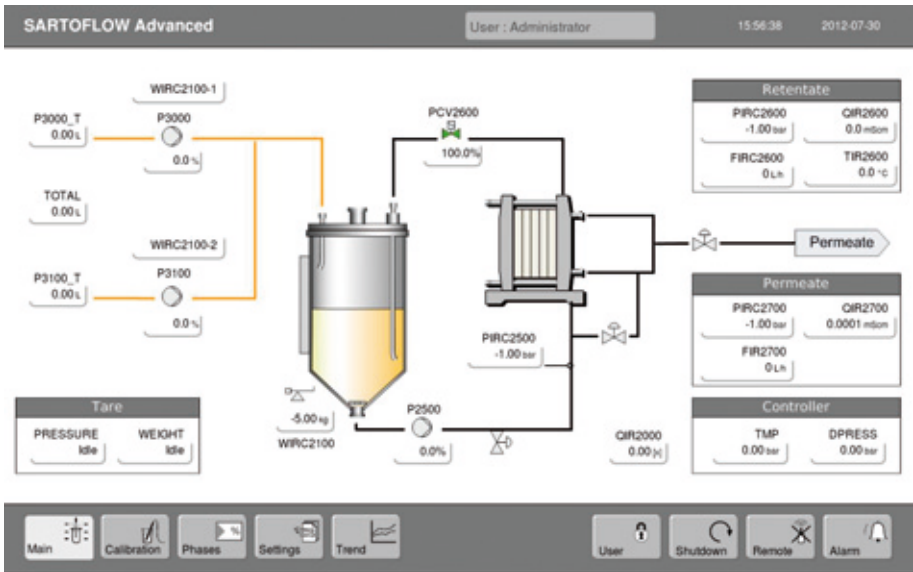 SARTOFLOW Advanced
User : Administrator
15:56:38
2012-07-30
WIRC2100-1
P3000_T
0.00 L
P3000
0.0 %
TOTAL
0.00 L
WIRC2100-2
P3100_T
0.00 L
P3100
0.0 %
PCV2600
100.0%
PIRC2500
-1.00 bar
-5.00 kg
WIRC2100
P2500
0.0%
QIR2000
0.00 [x]
Retentate
PIRC2600
-1.00 bar
QIR2600
0.0 mScm
FIRC2600
0 L/h
TIR2600
0.0 °C
Permeate
Permeate
PIRC2700
-1.00 bar
QIR2700
0.0001 mScm
FIR2700
0 L/h
Controller
TMP
0.00 bar
DPRESS
0.00 bar
Tare
PRESSURE
Idle
WEIGHT
Idle
Main
Calibration
Phases
%
Settings
Trend
User
Shutdown
Remote
Alarm